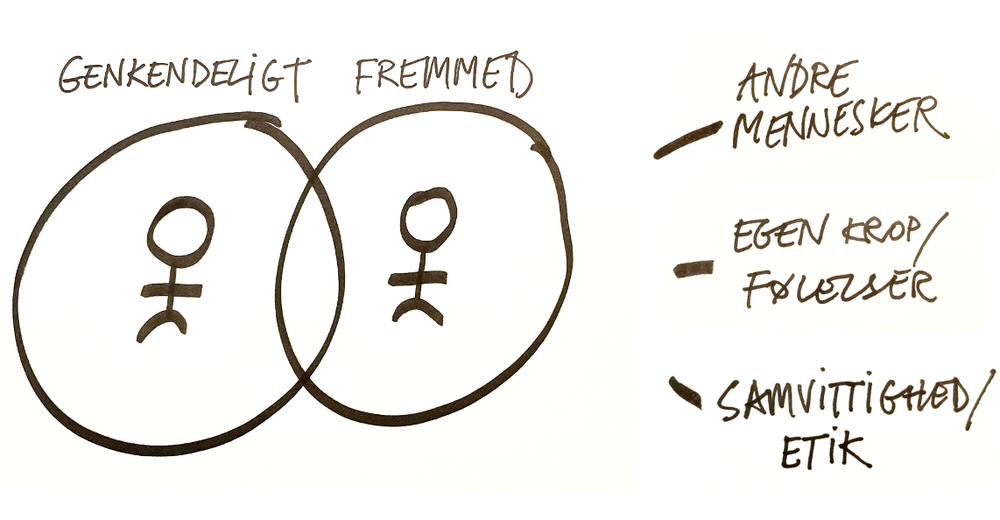 GENKENDELIGT FREMMED
ANDRE
MENNESKER
EGEN KROP/
FØLELSER
SAMVITTIGHED/
ETIK